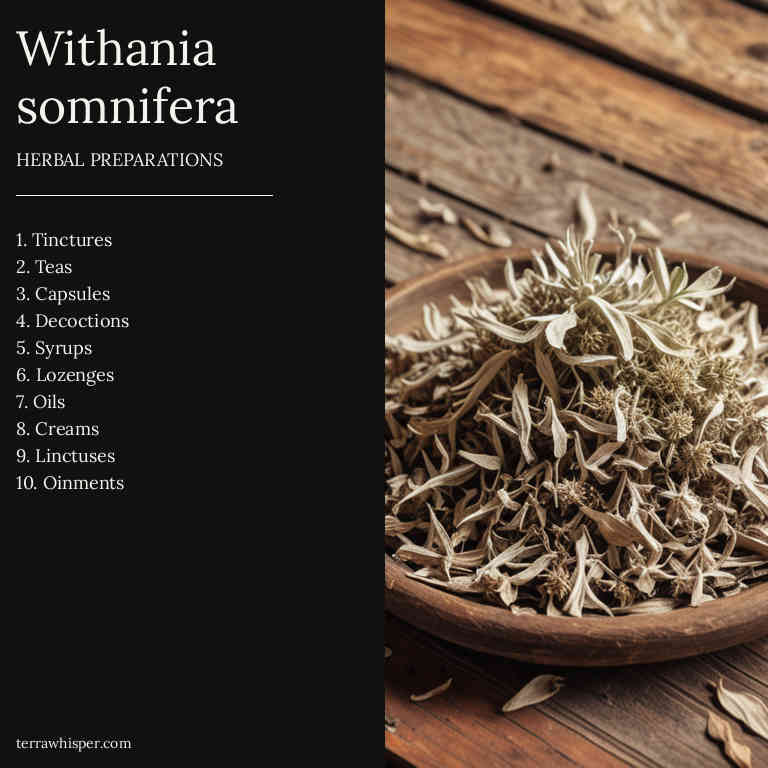 Withania
somnifera
HERBAL PREPARATIONS
1. Tinctures
2. Teas
3. Capsules
4. Decoctions
5. Syrups
6. Lozenges
7. Oils
8. Creams
9. Linctuses
10. Oinments
terrawhisper.com